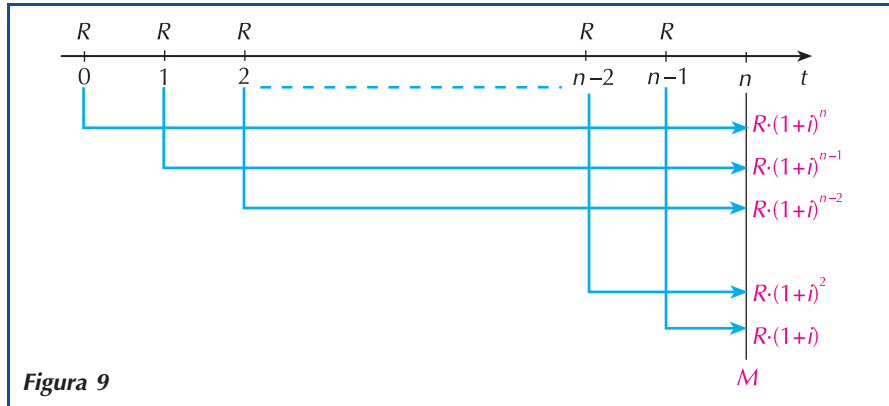 R R R R R
0 1 2 n−2 n−1 n t
R·(1+i)^n
R·(1+i)^{n−1}
R·(1+i)^{n−2}
R·(1+i)^2
R·(1+i)
Figura 9
M